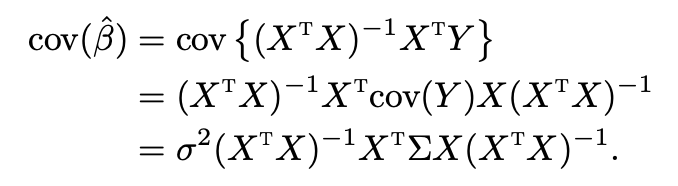 cov(β̂) = cov {(XᵀX)⁻¹XᵀY}
= (XᵀX)⁻¹Xᵀcov(Y)X(XᵀX)⁻¹
= σ²(XᵀX)⁻¹XᵀΣX(XᵀX)⁻¹.